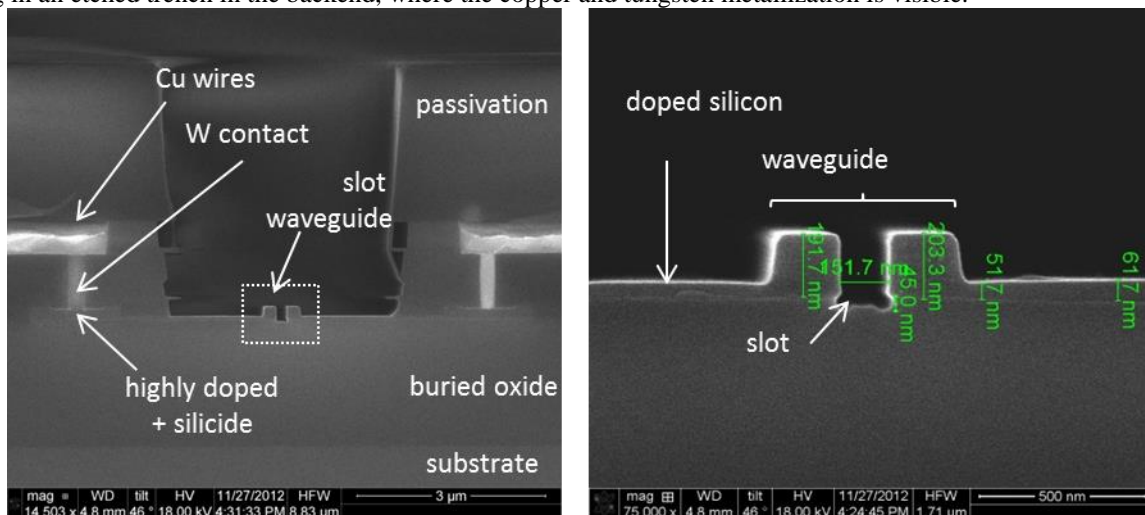 g in an etched trench in the backend, where the copper and tungsten metallization is visible.
Cu wires
passivation
W contact
slot
waveguide
highly doped
+ silicide
buried oxide
substrate
mag WD tilt HV 11/27/2012 HFW 3 µm
14 503 x 4.8 mm 46 ° 18.00 kV 4:31:33 PM 8.83 µm
doped silicon
waveguide
191.7 nm
151.7 nm
45.0 nm
203.3 nm
51.7 nm
61.7 nm
slot
mag WD tilt HV 11/27/2012 HFW 500 nm
75 000 x 4.8 mm 46 ° 18.00 kV 4:24:45 PM 1.71 µm